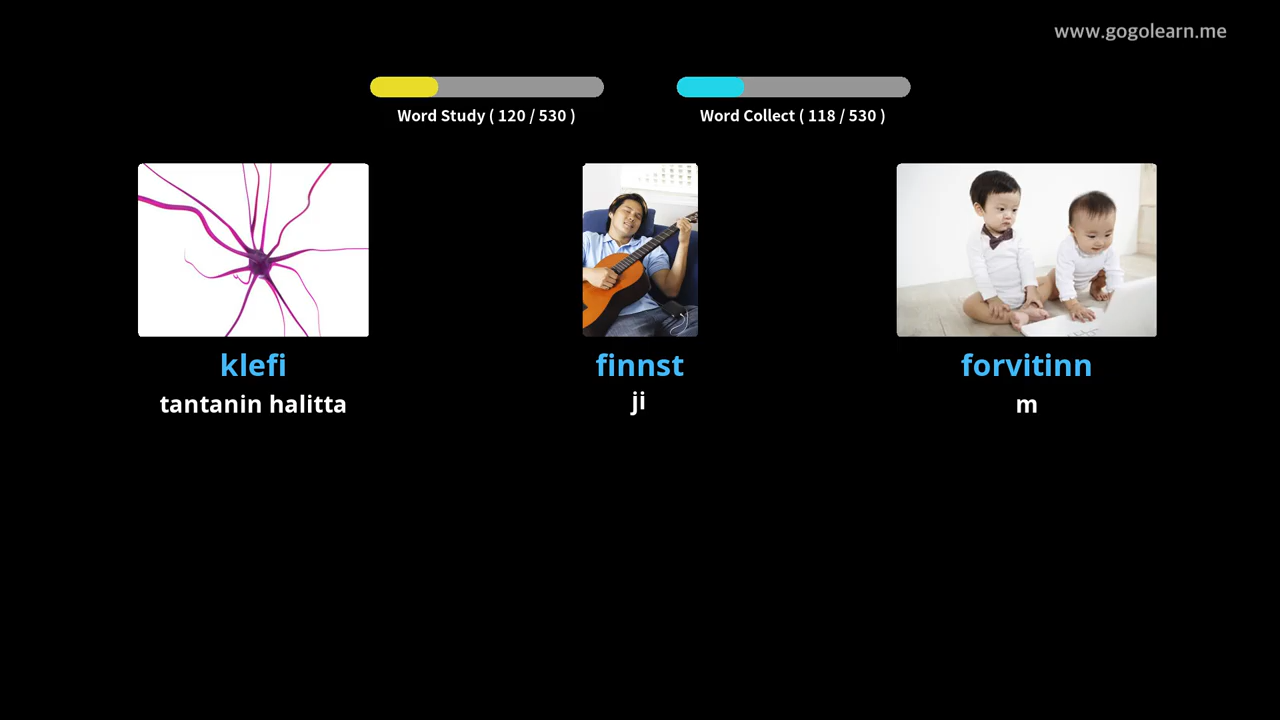 www.gogolearn.me
Word Study ( 120 / 530 )
Word Collect ( 118 / 530 )
klefi
finnst
forvitinn
tantanin halitta
ji
m